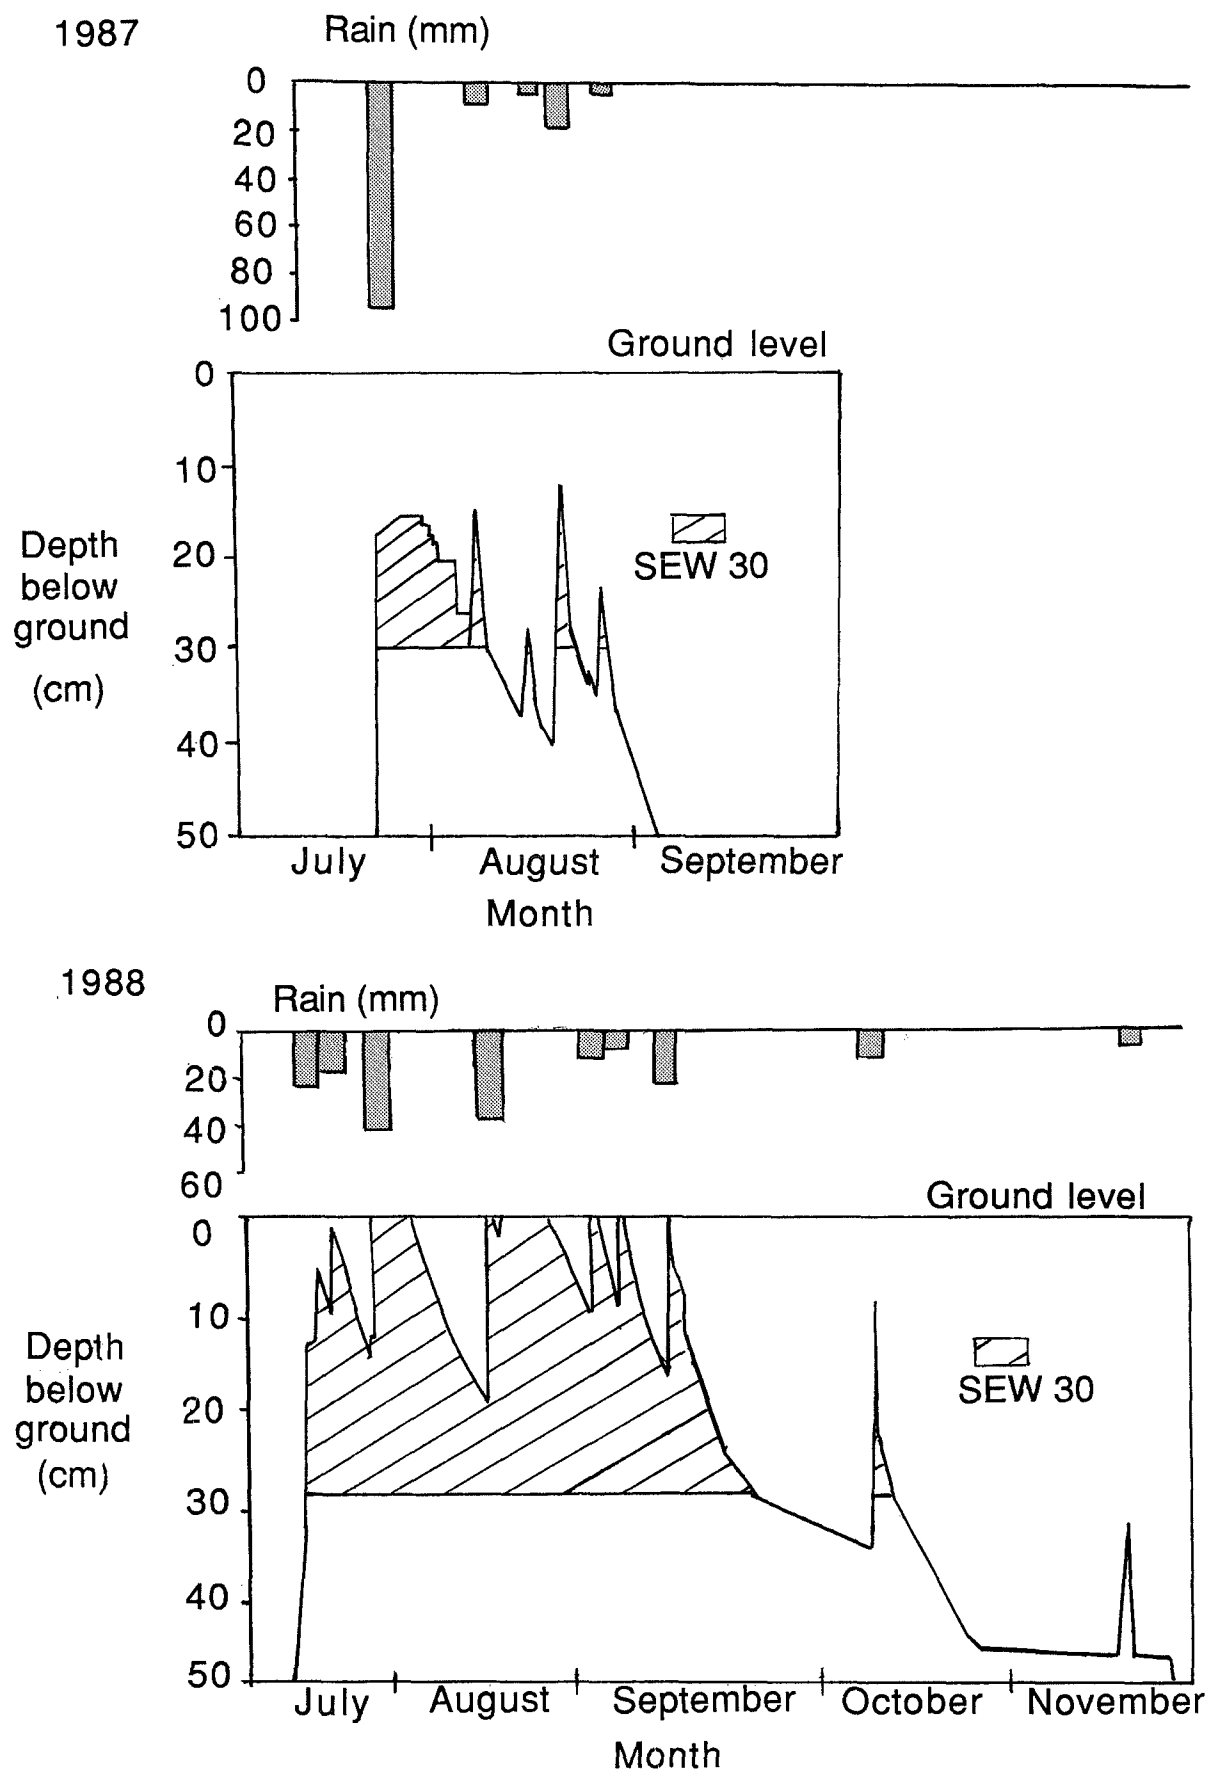 1987
Rain (mm)
0
20
40
60
80
100
Ground level
0
10
20
30
40
50
Depth
below
ground
(cm)
SEW 30
July August September
Month
1988
Rain (mm)
0
20
40
60
Ground level
0
10
20
30
40
50
Depth
below
ground
(cm)
SEW 30
July August September October November
Month